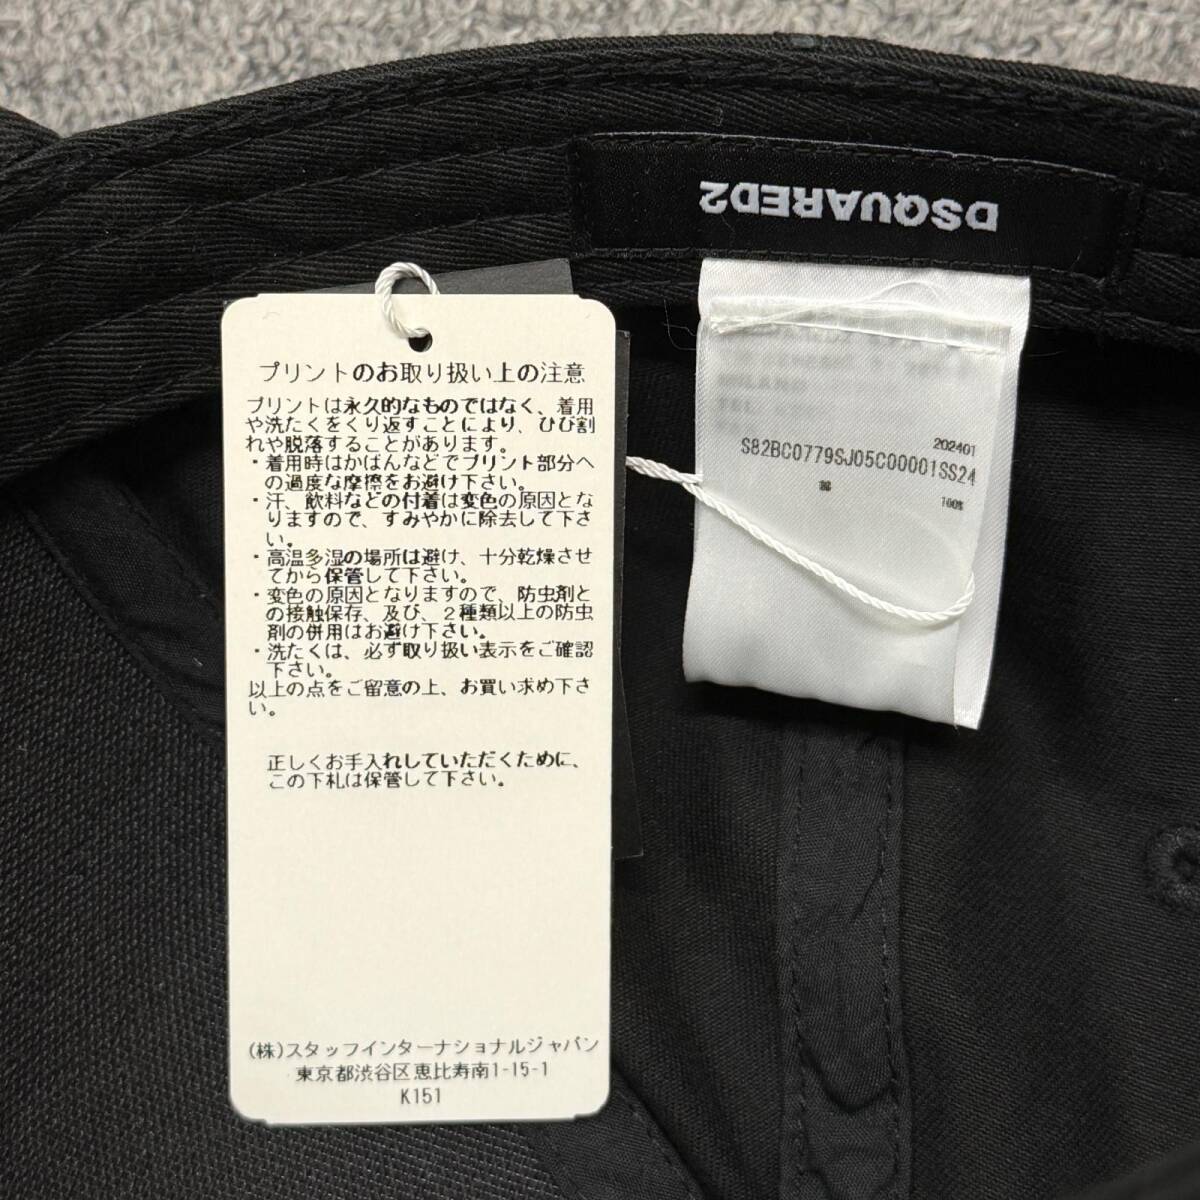 DSQUARED2
プリントのお取り扱い上の注意
プリントは永久的なものではなく、着用
や洗たくをくり返すことにより、ひび割
れや脱落することがあります。
・着用時はかばんなどでプリント部分へ
の過度な摩擦をお避け下さい。
・汗、飲料などの付着は変色の原因とな
りますので、すみやかに除去して下さ
い。
・高温多湿の場所は避け、十分乾燥させ
てから保管して下さい。
・変色の原因となりますので、防虫剤と
の接触保存、及び、2種類以上の防虫
剤の併用はお避け下さい。
・洗たくは、必ず取り扱い表示をご確認
下さい。
以上の点をご留意の上、お買い求め下さ
い。
正しくお手入れしていただくために、
この下札は保管して下さい。
(株)スタッフインターナショナルジャパン
東京都渋谷区恵比寿南1-15-1
K151
MILANO
202401
S82BC0779SJ05C00001SS24
100%